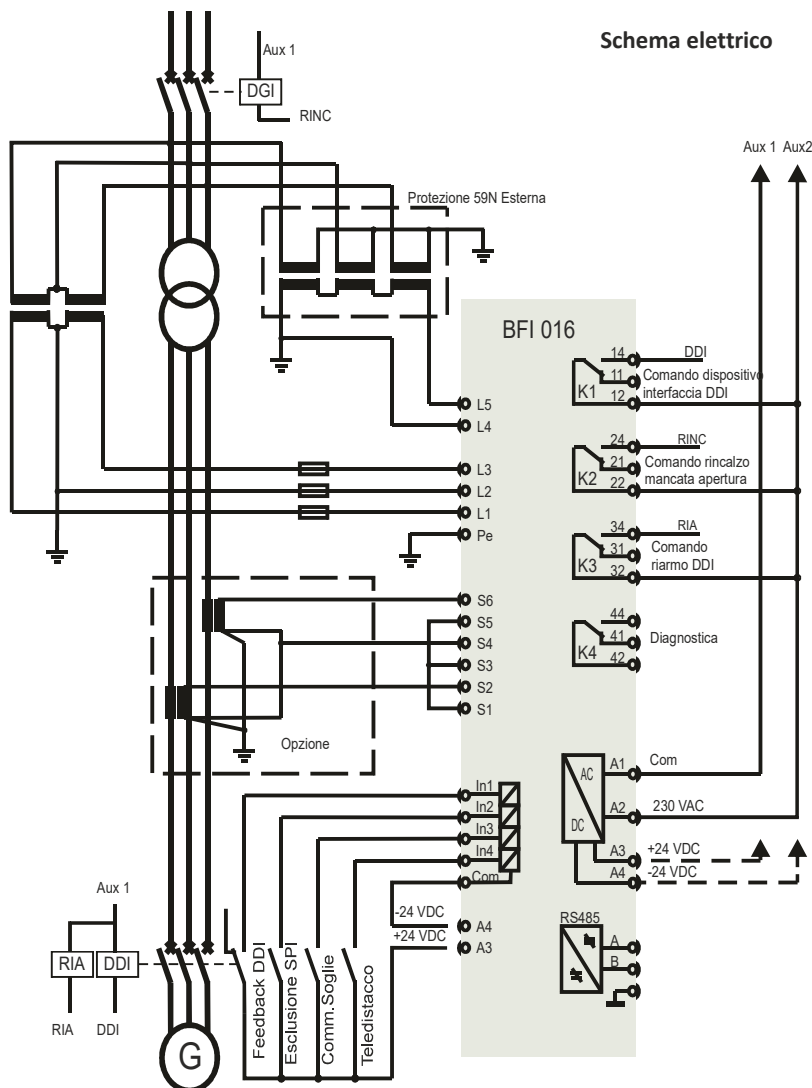 Schema elettrico
Aux 1
DGI
RINC
Aux 1 Aux2
Protezione 59N Esterna
BFI 016
L5
L4
L3
L2
L1
Pe
S6
S5
S4
S3
S2
S1
Opzione
14
11
12
K1
DDI
Comando dispositivo
interfaccia DDI
24
21
22
K2
RINC
Comando rincalzo
mancata apertura
34
31
32
K3
RIA
Comando
riarmo DDI
44
41
42
K4
Diagnostica
In1
In2
In3
In4
Com
-24 VDC
+24 VDC
A4
A3
AC
DC
A1
A2
A3
A4
Com
230 VAC
+24 VDC
-24 VDC
RS485
A
B
Aux 1
RIA
DDI
RIA
DDI
G
Feedback DDI
Esclusione SPI
Comm.Soglie
Teledistacco